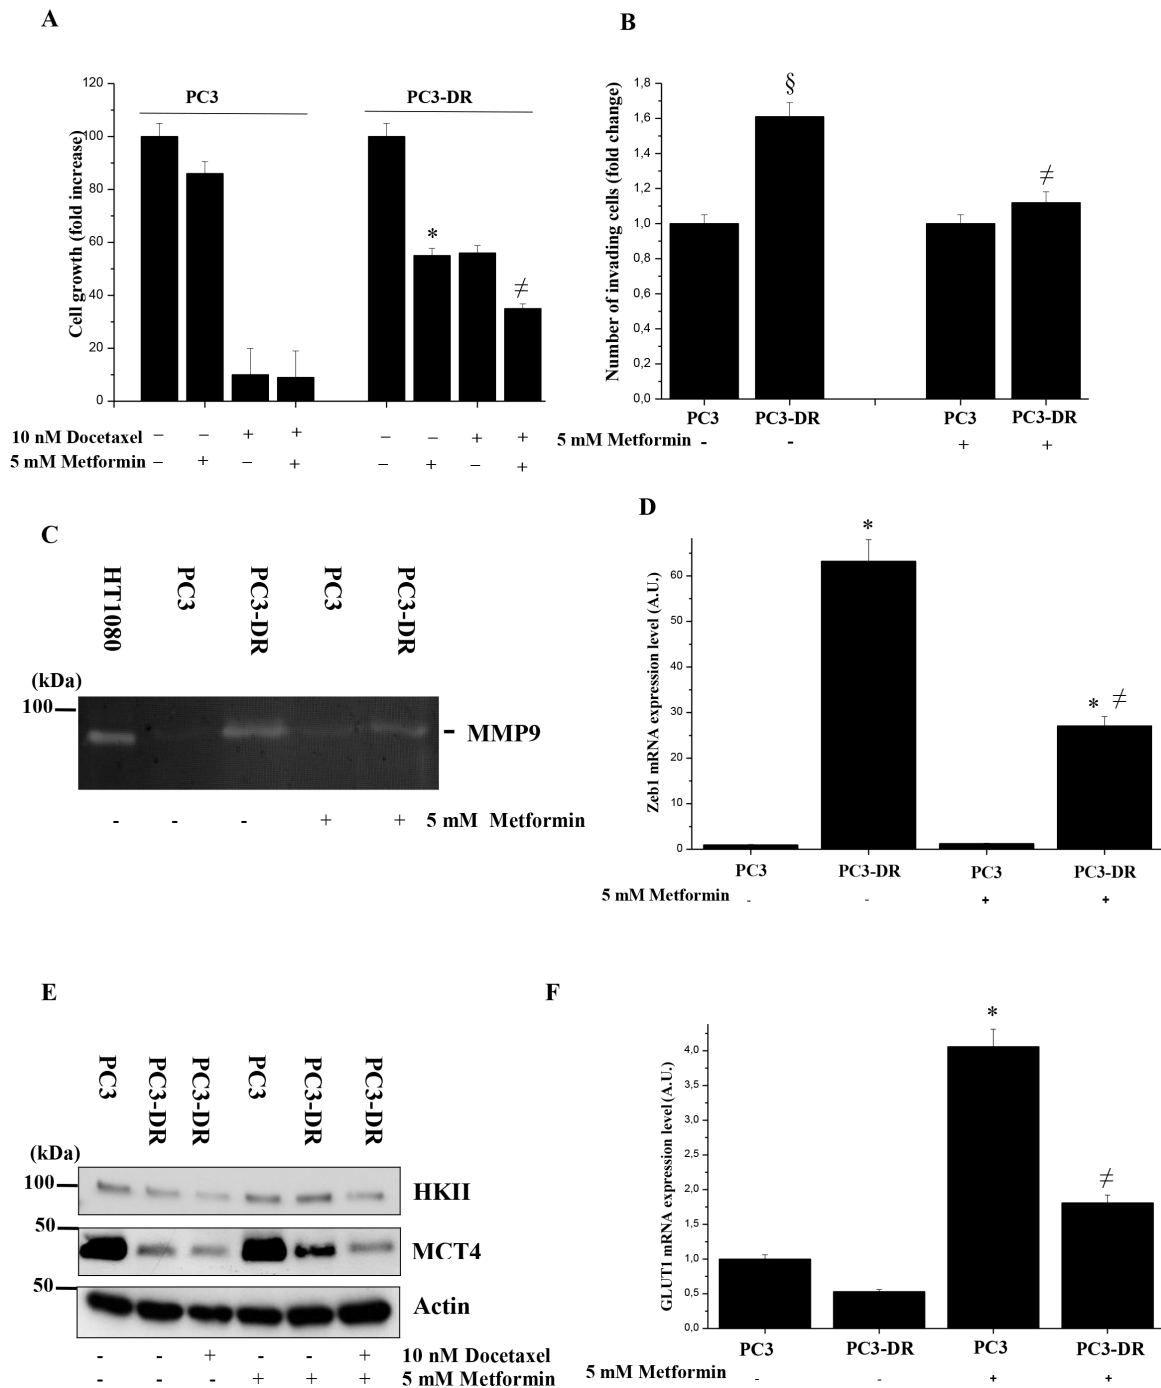 A
B
120
100
80
60
40
20
0
Cell growth (fold increase)
PC3
PC3-DR
*
≠
10 nM Docetaxel – – + + – – + +
5 mM Metformin – + – + – + – +
1,8
1,6
1,4
1,2
1,0
0,8
0,6
0,4
0,2
0,0
Number of invading cells (fold change)
§
≠
PC3 PC3-DR PC3 PC3-DR
5 mM Metformin - - + +
C
HT1080 PC3 PC3-DR PC3 PC3-DR
(kDa)
100
- MMP9
- - - + + 5 mM Metformin
D
60
50
40
30
20
10
0
Zeb1 mRNA expression level (A.U.)
*
* ≠
PC3 PC3-DR PC3 PC3-DR
5 mM Metformin - - + +
E
PC3 PC3-DR PC3-DR PC3 PC3-DR PC3-DR
(kDa)
100
HKII
50
MCT4
50
Actin
- - + - - + 10 nM Docetaxel
- - - + + + 5 mM Metformin
F
4,0
3,5
3,0
2,5
2,0
1,5
1,0
0,5
0,0
GLUT1 mRNA expression level (A.U.)
*
≠
PC3 PC3-DR PC3 PC3-DR
5 mM Metformin - - + +